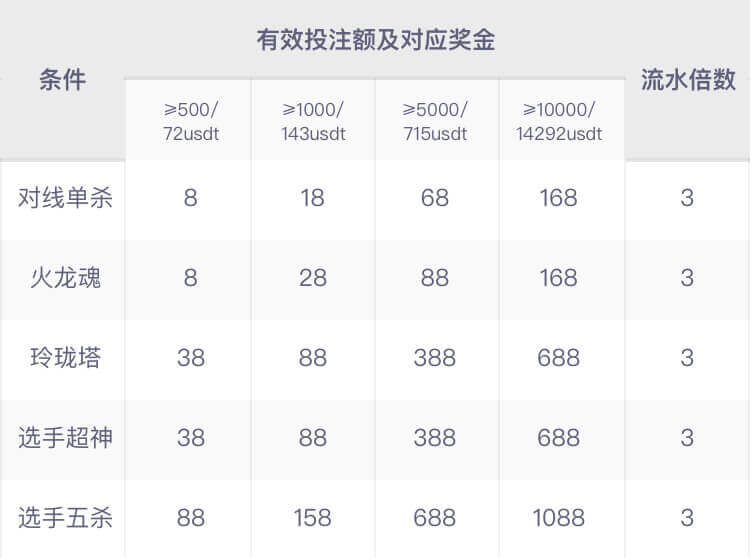 有效投注额及对应奖金
条件
流水倍数
≥500/ ≥1000/ ≥5000/ ≥10000/
72usdt 143usdt 715usdt 14292usdt
对线单杀 8 18 68 168 3
火龙魂 8 28 88 168 3
玲珑塔 38 88 388 688 3
选手超神 38 88 388 688 3
选手五杀 88 158 688 1088 3